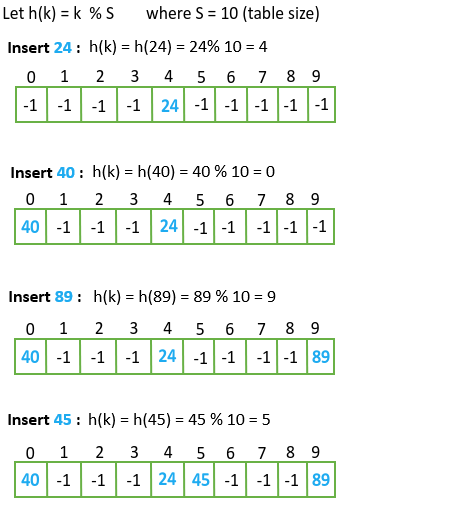 Let h(k) = k % S where S = 10 (table size)
Insert 24 : h(k) = h(24) = 24% 10 = 4
0 1 2 3 4 5 6 7 8 9
-1 -1 -1 -1 24 -1 -1 -1 -1 -1
Insert 40 : h(k) = h(40) = 40 % 10 = 0
0 1 2 3 4 5 6 7 8 9
40 -1 -1 -1 24 -1 -1 -1 -1 -1
Insert 89 : h(k) = h(89) = 89 % 10 = 9
0 1 2 3 4 5 6 7 8 9
40 -1 -1 -1 24 -1 -1 -1 -1 89
Insert 45 : h(k) = h(45) = 45 % 10 = 5
0 1 2 3 4 5 6 7 8 9
40 -1 -1 -1 24 45 -1 -1 -1 89